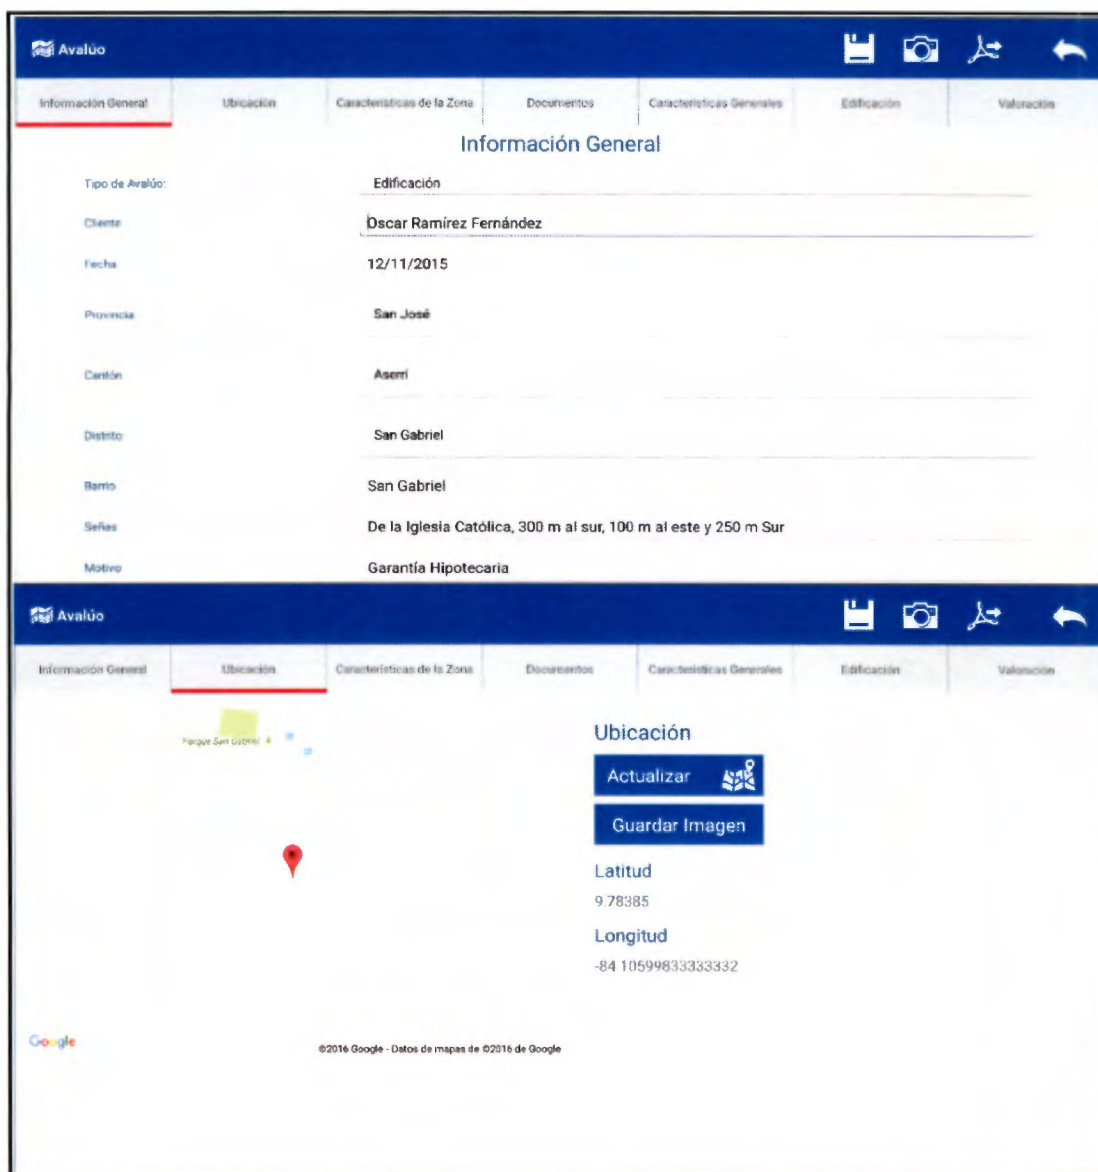 Avalúo
Información General Ubicación Características de la Zona Documentos Características Generales Edificación Valoración
Información General
Tipo de Avalúo: Edificación
Cliente Oscar Ramírez Fernández
Fecha 12/11/2015
Provincia San José
Cantón Aserrí
Distrito San Gabriel
Barrio San Gabriel
Señas De la Iglesia Católica, 300 m al sur, 100 m al este y 250 m Sur
Motivo Garantía Hipotecaria
Avalúo
Información General Ubicación Características de la Zona Documentos Características Generales Edificación Valoración
Parque San Gabriel
Ubicación
Actualizar
Guardar Imagen
Latitud
9.78385
Longitud
-84.10599833333332
Google
©2016 Google - Datos de mapas de ©2016 de Google